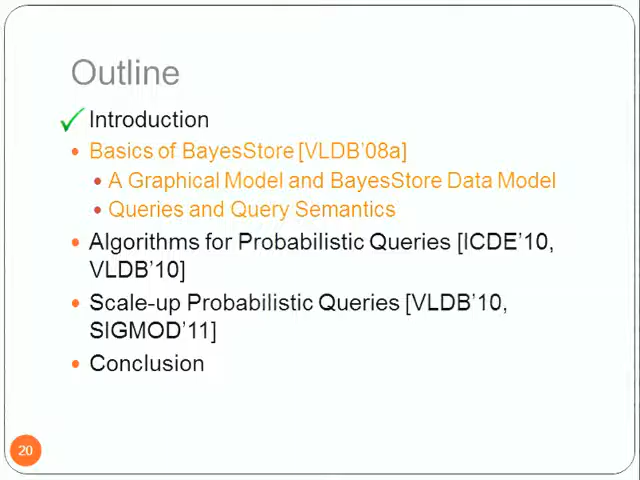 Outline
Introduction
Basics of BayesStore [VLDB'08a]
A Graphical Model and BayesStore Data Model
Queries and Query Semantics
Algorithms for Probabilistic Queries [ICDE'10,
VLDB'10]
Scale-up Probabilistic Queries [VLDB'10,
SIGMOD'11]
Conclusion
20